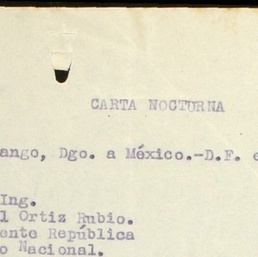 CARTA NOCTURNA
ango, Dgo. a México.-D.F. e
Ing.
l Ortiz Rubio.
ente República
o Nacional.